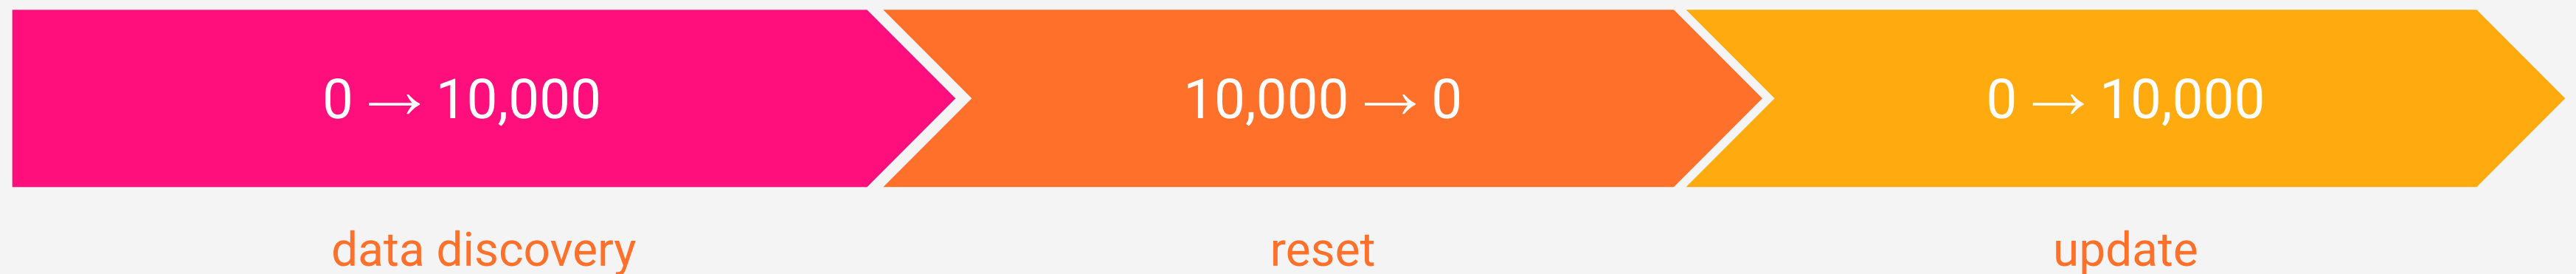 0 → 10,000
10,000 → 0
0 → 10,000
data discovery
reset
update